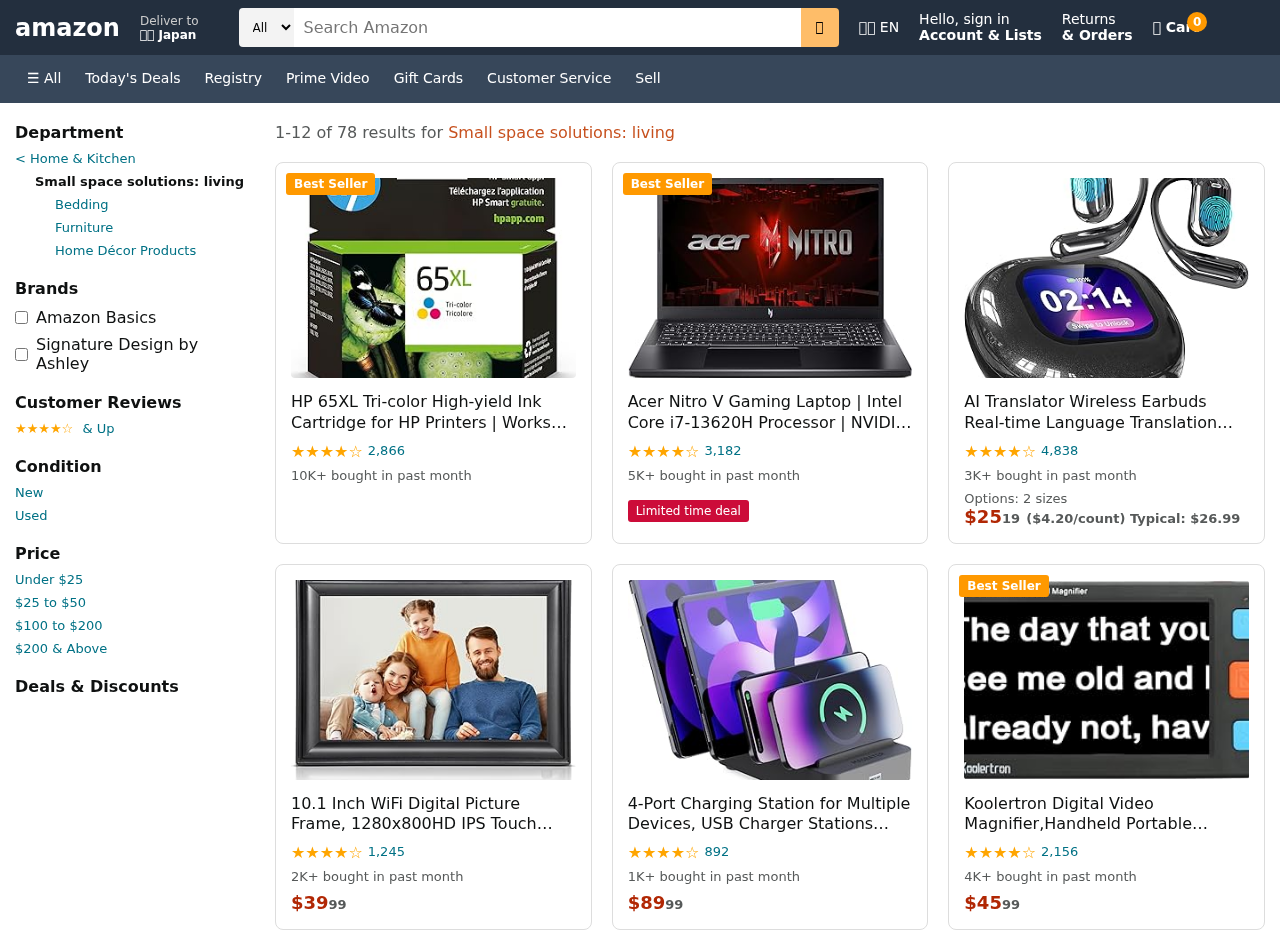 amazon
Deliver to
Japan
All
Search Amazon
EN
Hello, sign in
Account & Lists
Returns
& Orders
0
☰ All
Today's Deals
Registry
Prime Video
Gift Cards
Customer Service
Sell
Department
< Home & Kitchen
Small space solutions: living
Bedding
Furniture
Home Décor Products
Brands
Amazon Basics
Signature Design by
Ashley
Customer Reviews
★★★★☆ & Up
Condition
New
Used
Price
Under $25
$25 to $50
$100 to $200
$200 & Above
Deals & Discounts
1-12 of 78 results for Small space solutions: living
Best Seller
Téléchargez l'application
HP Smart gratuite.
hpapp.com
65XL
Tri-color
Tricolore
HP 65XL Tri-color High-yield Ink
Cartridge for HP Printers | Works…
★★★★☆ 2,866
10K+ bought in past month
Best Seller
acer NITRO
Acer Nitro V Gaming Laptop | Intel
Core i7-13620H Processor | NVIDI…
★★★★☆ 3,182
5K+ bought in past month
Limited time deal
02:14
Swipe to Unlock
AI Translator Wireless Earbuds
Real-time Language Translation…
★★★★☆ 4,838
3K+ bought in past month
Options: 2 sizes
$2519 ($4.20/count) Typical: $26.99
10.1 Inch WiFi Digital Picture
Frame, 1280x800HD IPS Touch…
★★★★☆ 1,245
2K+ bought in past month
$3999
4-Port Charging Station for Multiple
Devices, USB Charger Stations…
★★★★☆ 892
1K+ bought in past month
$8999
Best Seller
Magnifier
The day that you
see me old and I
already not, hav
Koolertron
Koolertron Digital Video
Magnifier,Handheld Portable…
★★★★☆ 2,156
4K+ bought in past month
$4599